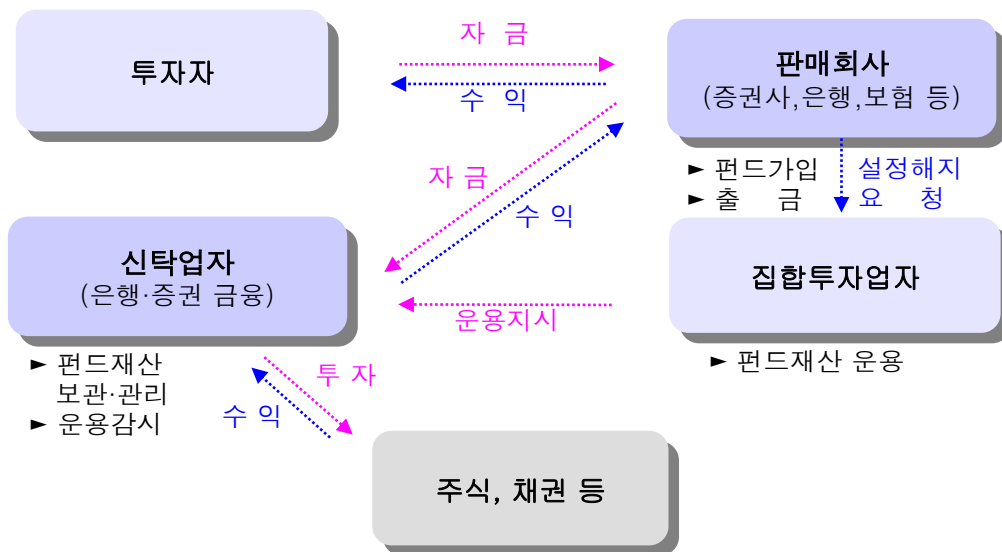 자 금
투자자
수 익
판매회사
(증권사,은행,보험 등)
자 금
수 익
► 펀드가입
► 출 금
설정해지
요 청
신탁업자
(은행·증권 금융)
집합투자업자
운용지시
► 펀드재산
보관·관리
► 운용감시
► 펀드재산 운용
투 자
수 익
주식, 채권 등